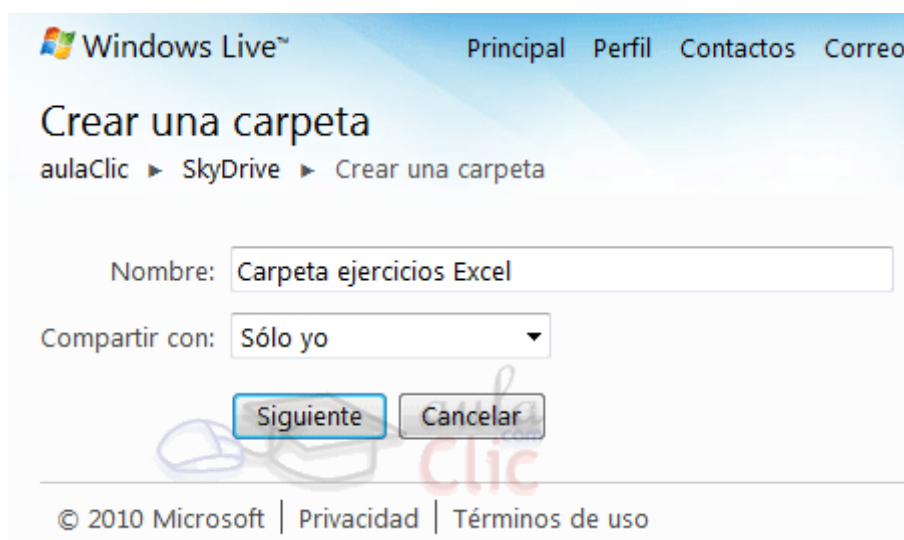 Windows Live™ Principal Perfil Contactos Correo
Crear una carpeta
aulaClic ▸ SkyDrive ▸ Crear una carpeta
Nombre: Carpeta ejercicios Excel
Compartir con: Sólo yo
Siguiente Cancelar
aula
.com
Clic
© 2010 Microsoft | Privacidad | Términos de uso